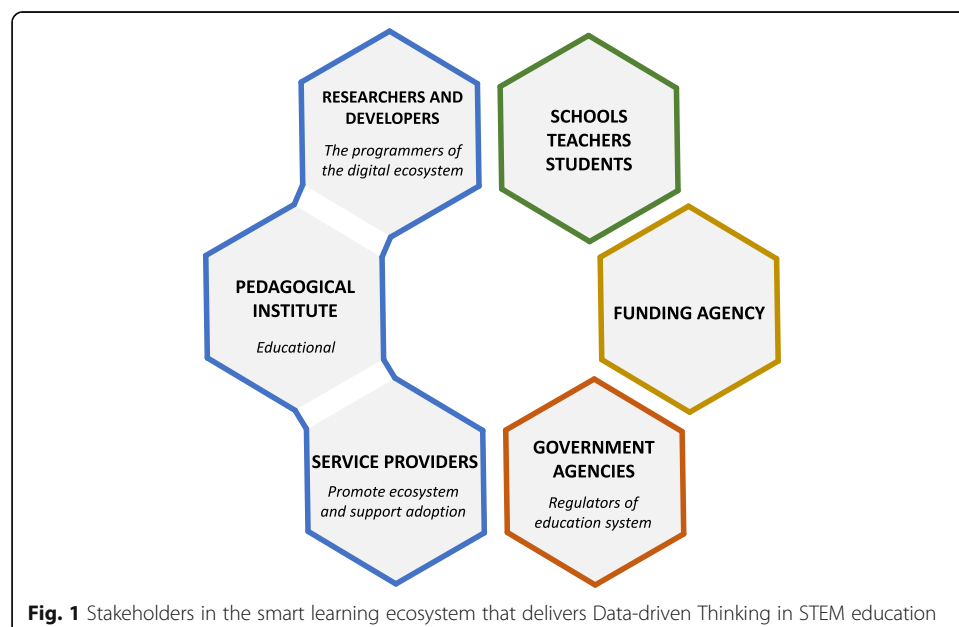 RESEARCHERS AND
DEVELOPERS
The programmers of
the digital ecosystem
SCHOOLS
TEACHERS
STUDENTS
PEDAGOGICAL
INSTITUTE
Educational
FUNDING AGENCY
SERVICE PROVIDERS
Promote ecosystem
and support adoption
GOVERNMENT
AGENCIES
Regulators of
education system
Fig. 1 Stakeholders in the smart learning ecosystem that delivers Data-driven Thinking in STEM education